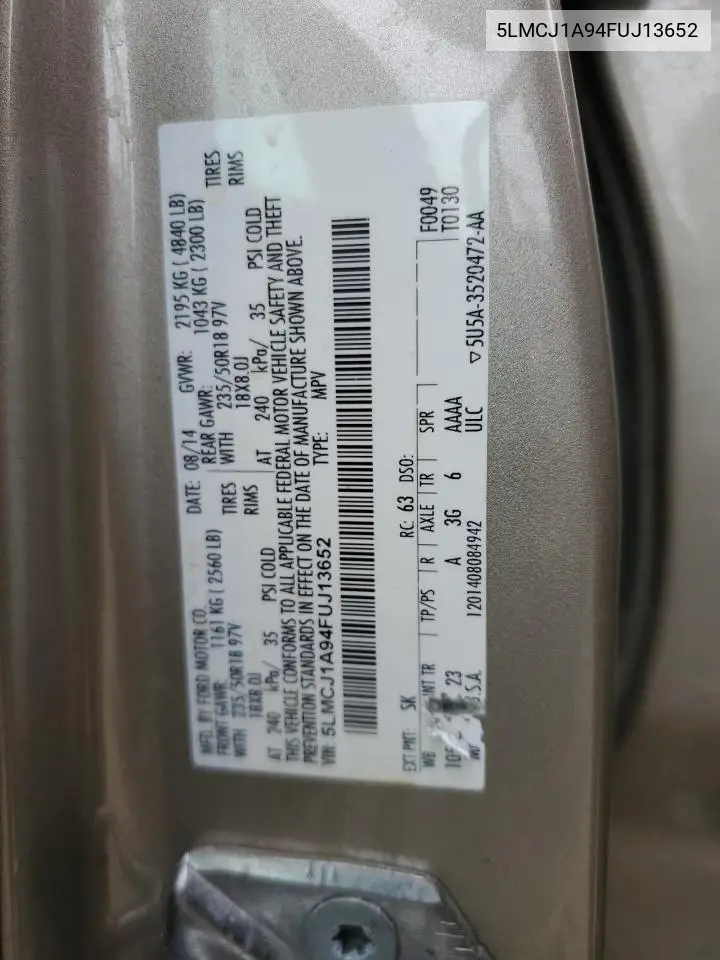 5LMCJ1A94FUJ13652
MFD. BY FORD MOTOR CO.
DATE: 08/14 GVWR: 2195 KG ( 4840 LB)
FRONT GAWR: 1161 KG ( 2560 LB) REAR GAWR: 1043 KG ( 2300 LB)
WITH 235/50R18 97V TIRES WITH 235/50R18 97V TIRES
18X8.0J RIMS 18X8.0J RIMS
AT 240 kPa/ 35 PSI COLD AT 240 kPa/ 35 PSI COLD
THIS VEHICLE CONFORMS TO ALL APPLICABLE FEDERAL MOTOR VEHICLE SAFETY AND THEFT
PREVENTION STANDARDS IN EFFECT ON THE DATE OF MANUFACTURE SHOWN ABOVE.
VIN: 5LMCJ1A94FUJ13652 TYPE: MPV
EXT PNT: SK RC: 63 DSO: F0049
WB INT TR TP/PS R AXLE TR SPR T0130
23 A 3G 6 AAAA
.S.A. 1201408084942 ULC ▽5U5A-3520472-AA